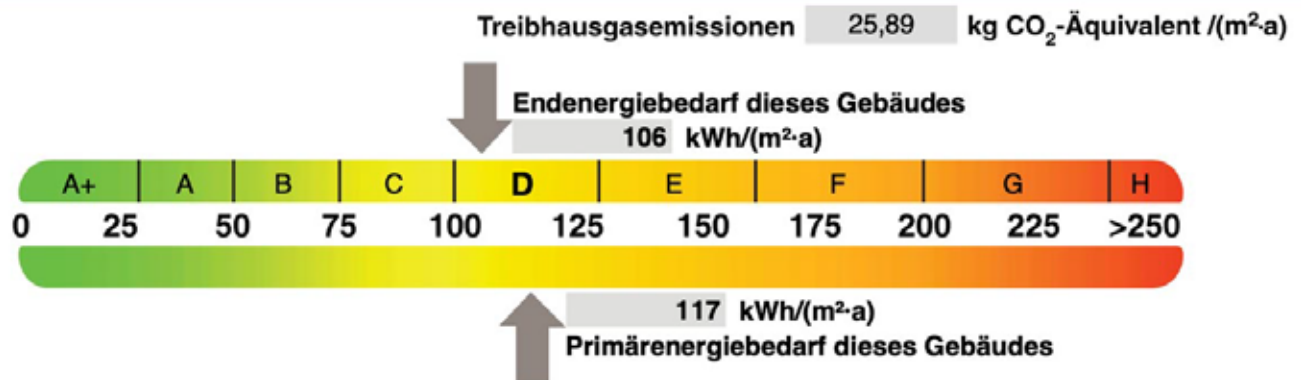 Treibhausgasemissionen 25,89 kg CO₂-Äquivalent /(m²·a)
Endenergiebedarf dieses Gebäudes
106 kWh/(m²·a)
A+ A B C D E F G H
0 25 50 75 100 125 150 175 200 225 >250
117 kWh/(m²·a)
Primärenergiebedarf dieses Gebäudes